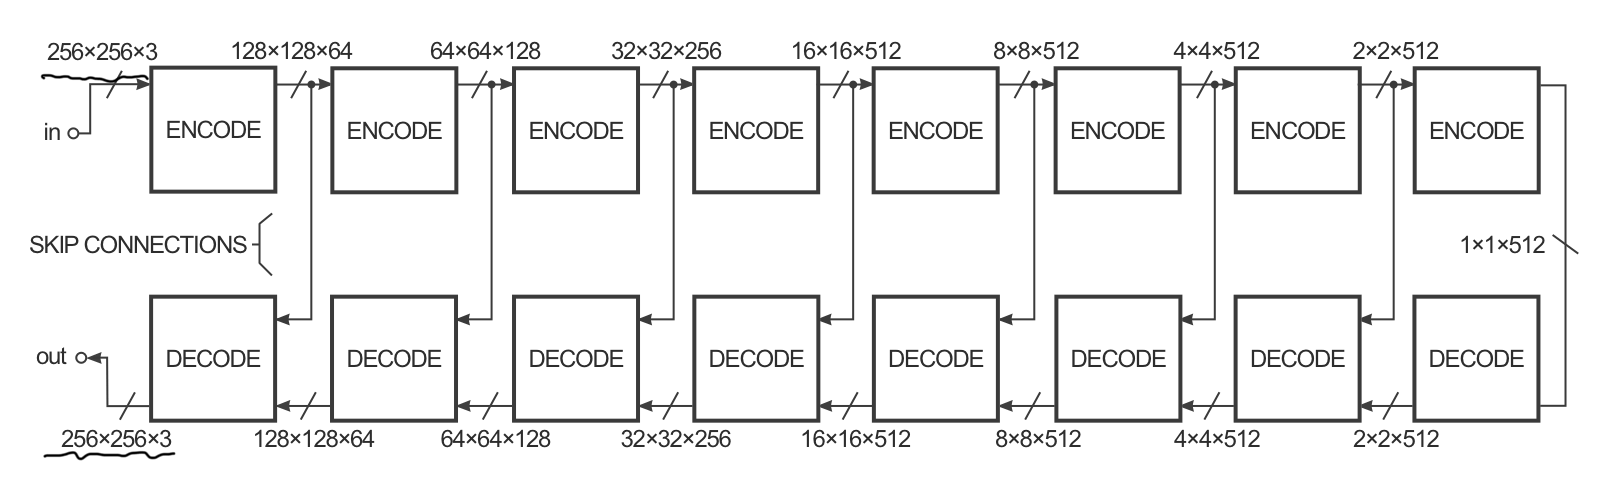 256×256×3 128×128×64 64×64×128 32×32×256 16×16×512 8×8×512 4×4×512 2×2×512
in ENCODE ENCODE ENCODE ENCODE ENCODE ENCODE ENCODE ENCODE
SKIP CONNECTIONS 1×1×512
out DECODE DECODE DECODE DECODE DECODE DECODE DECODE DECODE
256×256×3 128×128×64 64×64×128 32×32×256 16×16×512 8×8×512 4×4×512 2×2×512